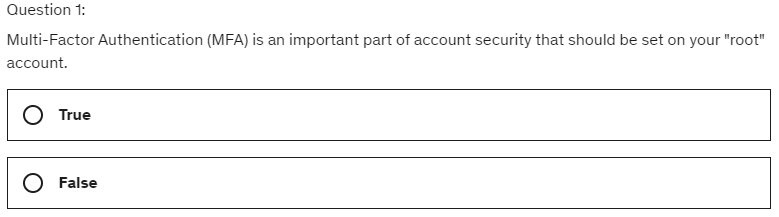 Question 1:
Multi-Factor Authentication (MFA) is an important part of account security that should be set on your "root"
account.
True
False